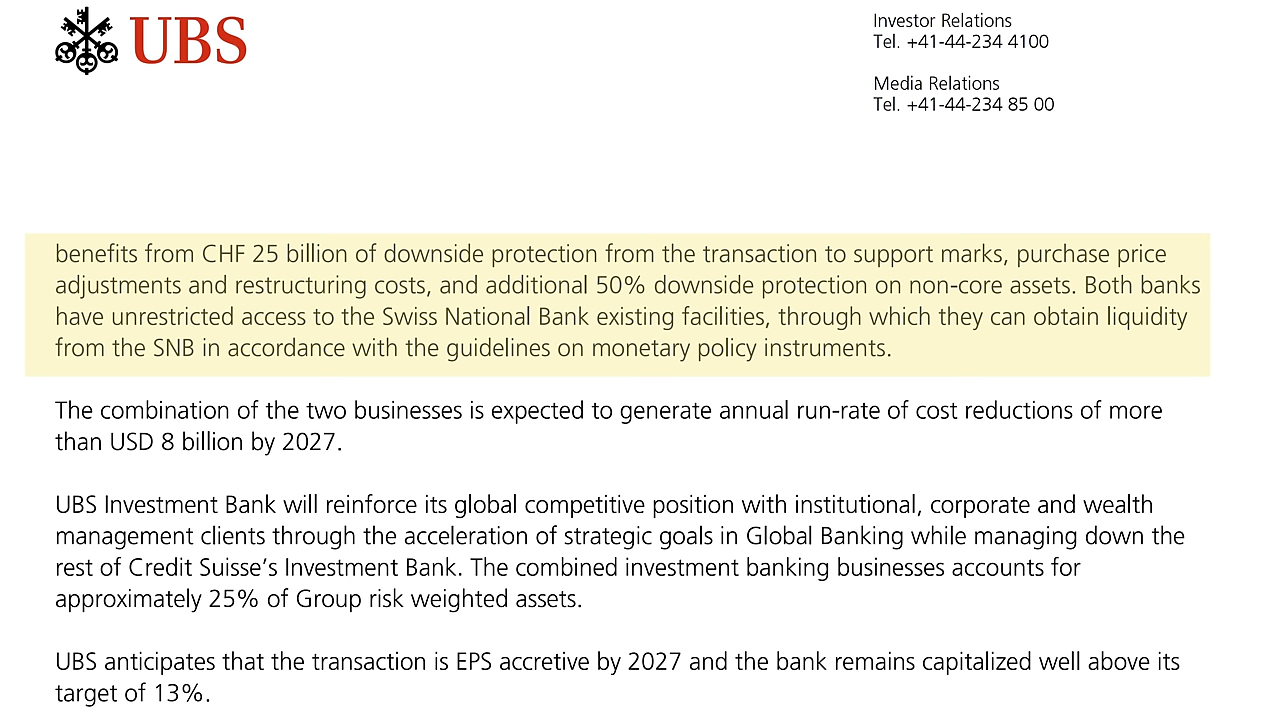 UBS
Investor Relations
Tel. +41-44-234 4100
Media Relations
Tel. +41-44-234 85 00
benefits from CHF 25 billion of downside protection from the transaction to support marks, purchase price
adjustments and restructuring costs, and additional 50% downside protection on non-core assets. Both banks
have unrestricted access to the Swiss National Bank existing facilities, through which they can obtain liquidity
from the SNB in accordance with the guidelines on monetary policy instruments.
The combination of the two businesses is expected to generate annual run-rate of cost reductions of more
than USD 8 billion by 2027.
UBS Investment Bank will reinforce its global competitive position with institutional, corporate and wealth
management clients through the acceleration of strategic goals in Global Banking while managing down the
rest of Credit Suisse’s Investment Bank. The combined investment banking businesses accounts for
approximately 25% of Group risk weighted assets.
UBS anticipates that the transaction is EPS accretive by 2027 and the bank remains capitalized well above its
target of 13%.